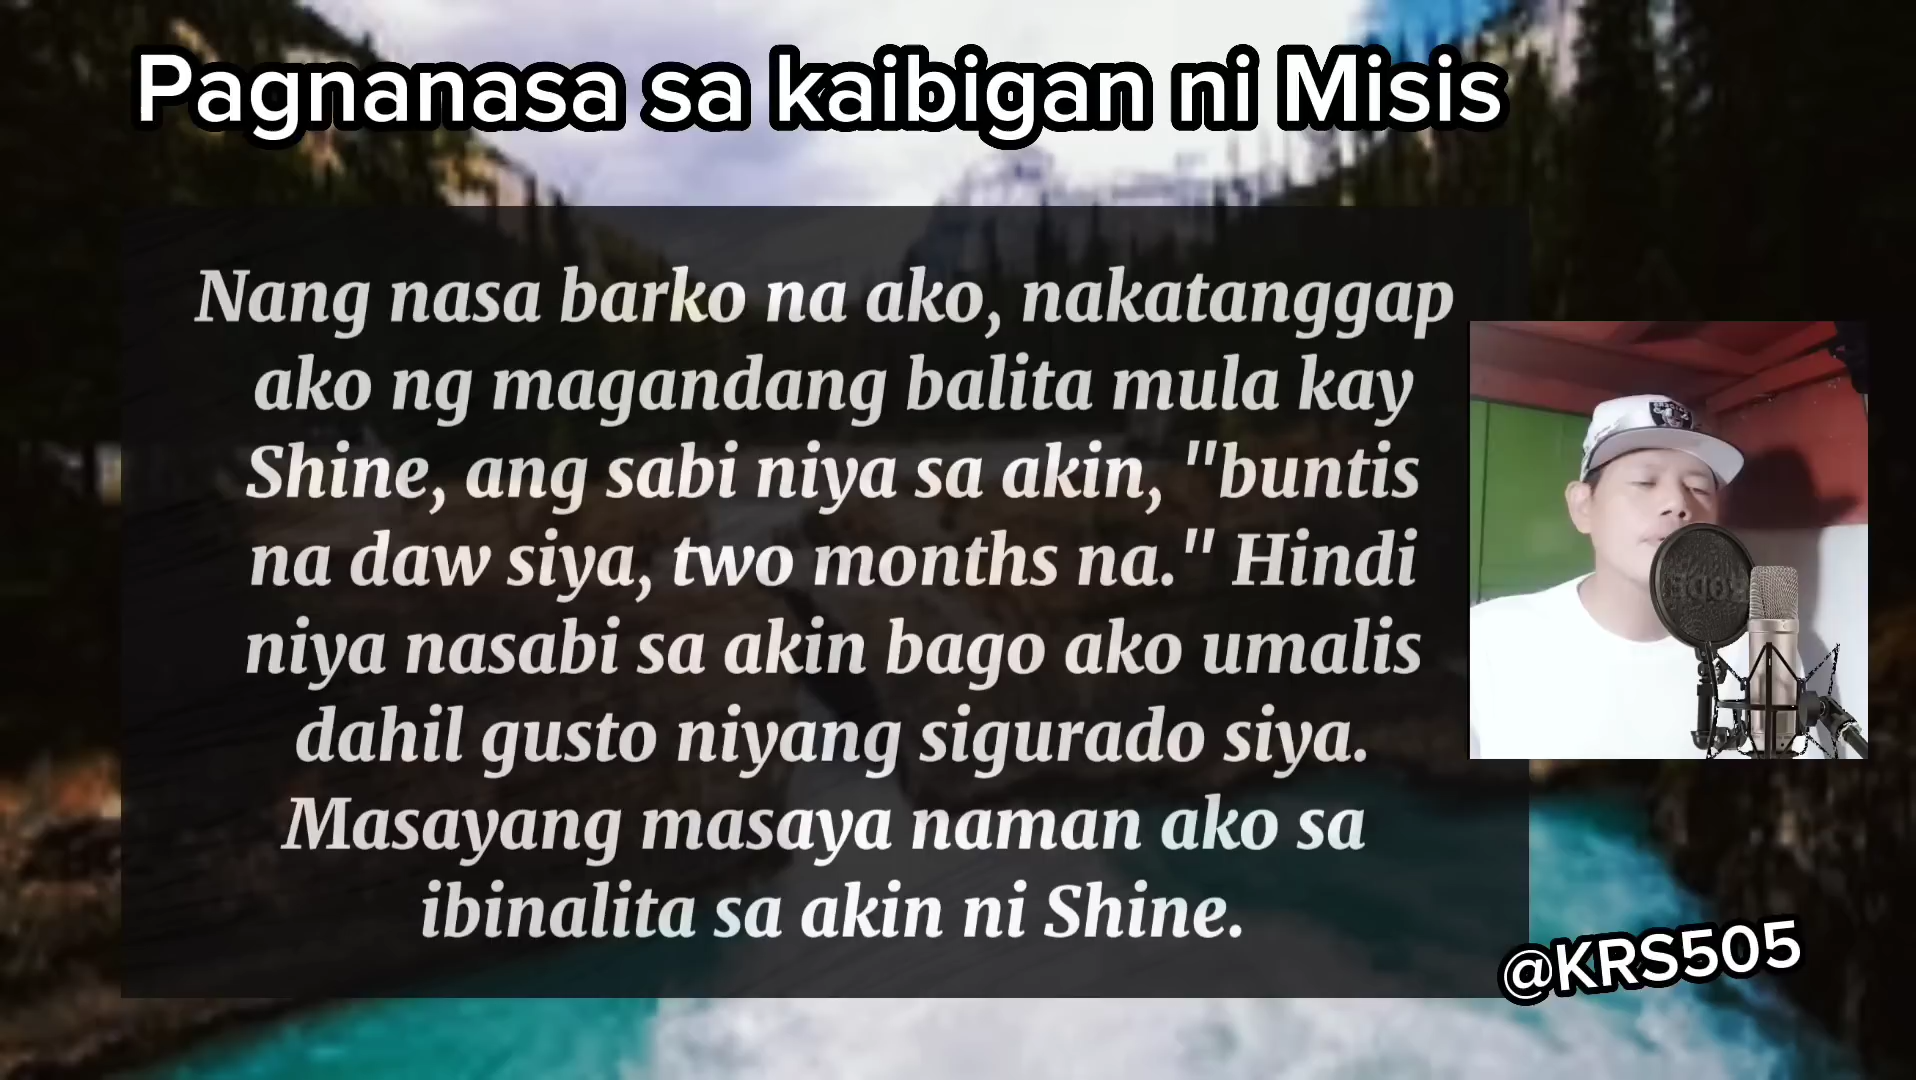 Pagnanasa sa kaibigan ni Misis
Nang nasa barko na ako, nakatanggap
ako ng magandang balita mula kay
Shine, ang sabi niya sa akin, "buntis
na daw siya, two months na." Hindi
niya nasabi sa akin bago ako umalis
dahil gusto niyang sigurado siya.
Masayang masaya naman ako sa
ibinalita sa akin ni Shine.
RODE
@KRS505